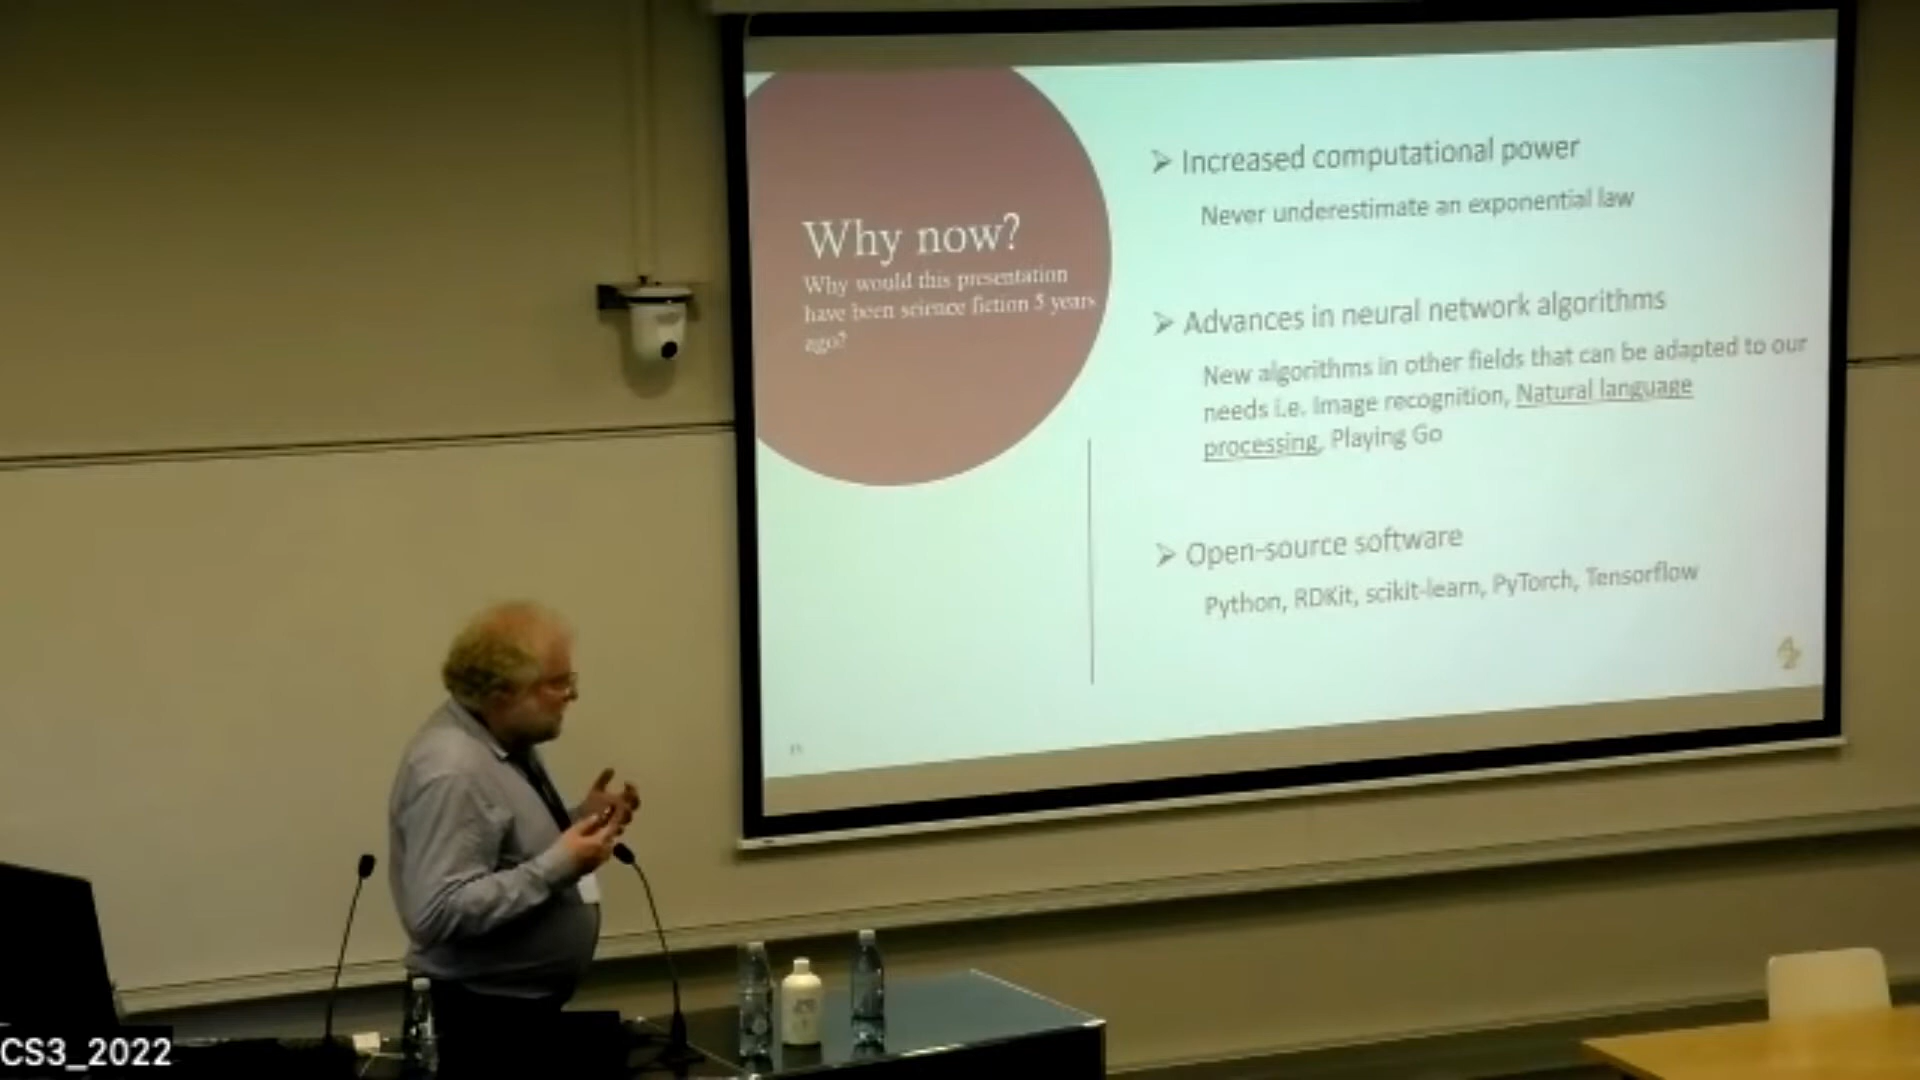 Why now?
Why would this presentation
have been science fiction 5 years
ago?
➢ Increased computational power
Never underestimate an exponential law
➢ Advances in neural network algorithms
New algorithms in other fields that can be adapted to our
needs i.e. Image recognition, Natural language
processing, Playing Go
➢ Open-source software
Python, RDKit, scikit-learn, PyTorch, Tensorflow
CS3_2022